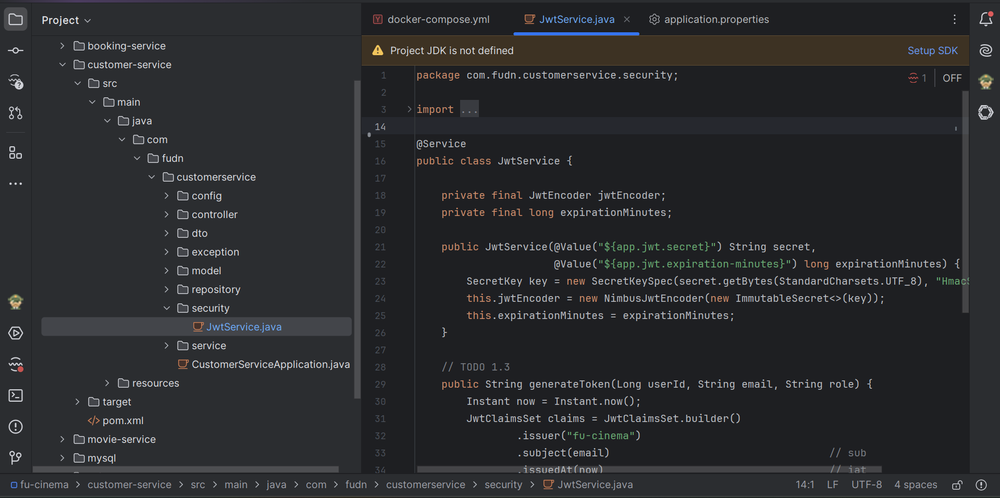 Project
docker-compose.yml
JwtService.java
application.properties
Project JDK is not defined
Setup SDK
booking-service
customer-service
src
main
java
com
fudn
customerservice
config
controller
dto
exception
model
repository
security
JwtService.java
service
CustomerServiceApplication.java
resources
target
</> pom.xml
movie-service
mysql
1 OFF
1 package com.fudn.customerservice.security;
2
3 import ...
14
15 @Service
16 public class JwtService {
17
18 private final JwtEncoder jwtEncoder;
19 private final long expirationMinutes;
20
21 public JwtService(@Value("${app.jwt.secret}") String secret,
22 @Value("${app.jwt.expiration-minutes}") long expirationMinutes) {
23 SecretKey key = new SecretKeySpec(secret.getBytes(StandardCharsets.UTF_8), "Hmac
24 this.jwtEncoder = new NimbusJwtEncoder(new ImmutableSecret<>(key));
25 this.expirationMinutes = expirationMinutes;
26 }
27
28 // TODO 1.3
29 public String generateToken(Long userId, String email, String role) {
30 Instant now = Instant.now();
31 JwtClaimsSet claims = JwtClaimsSet.builder()
32 .issuer("fu-cinema")
33 .subject(email) // sub
34 .issuedAt(now) // iat
fu-cinema > customer-service > src > main > java > com > fudn > customerservice > security > JwtService.java
14:1 LF UTF-8 4 spaces